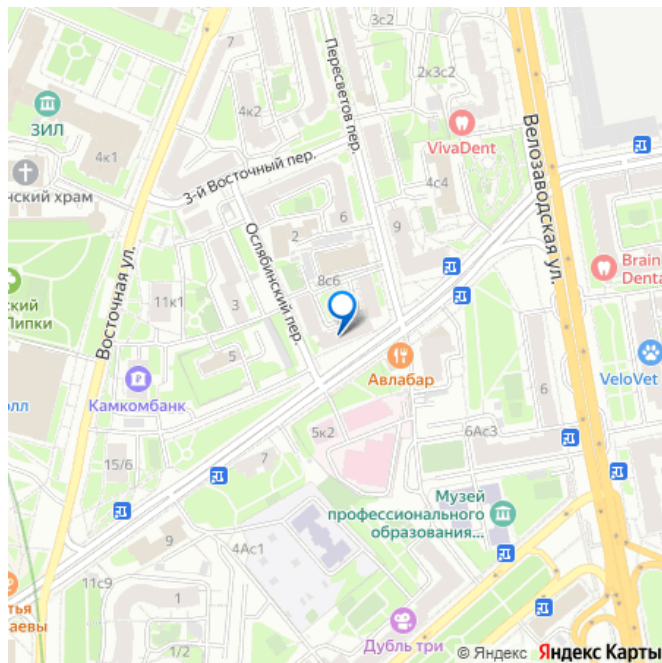 3с2
7
Пересветов пер.
2к3с2
Велозаводская ул.
4к2
VivaDent
ЗИЛ
4к1
3-й Восточный пер.
4с4
нский храм
6
9
2
Ослябинский пер.
8с6
Brain
Denta
ский
Липки
Восточная ул.
11к1
3
5
Авлабар
VeloVet
олл
Камкомбанк
6
5к2
6Ас3
15/6
7
Музей
профессионального
образования...
9
4Ас1
11с9
тья
аевы
1
1/2
Дубль три
© Яндекс Яндекс Карты